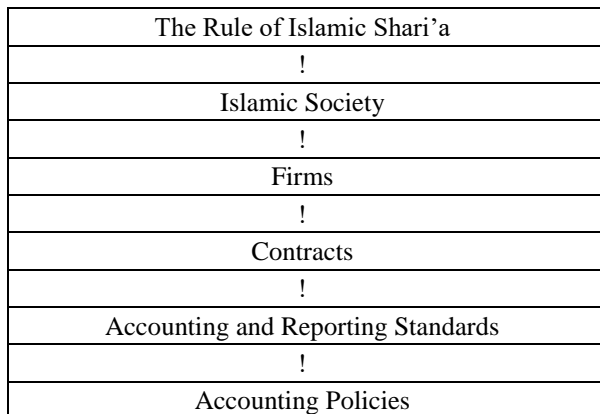 The Rule of Islamic Shari’a
!
Islamic Society
!
Firms
!
Contracts
!
Accounting and Reporting Standards
!
Accounting Policies